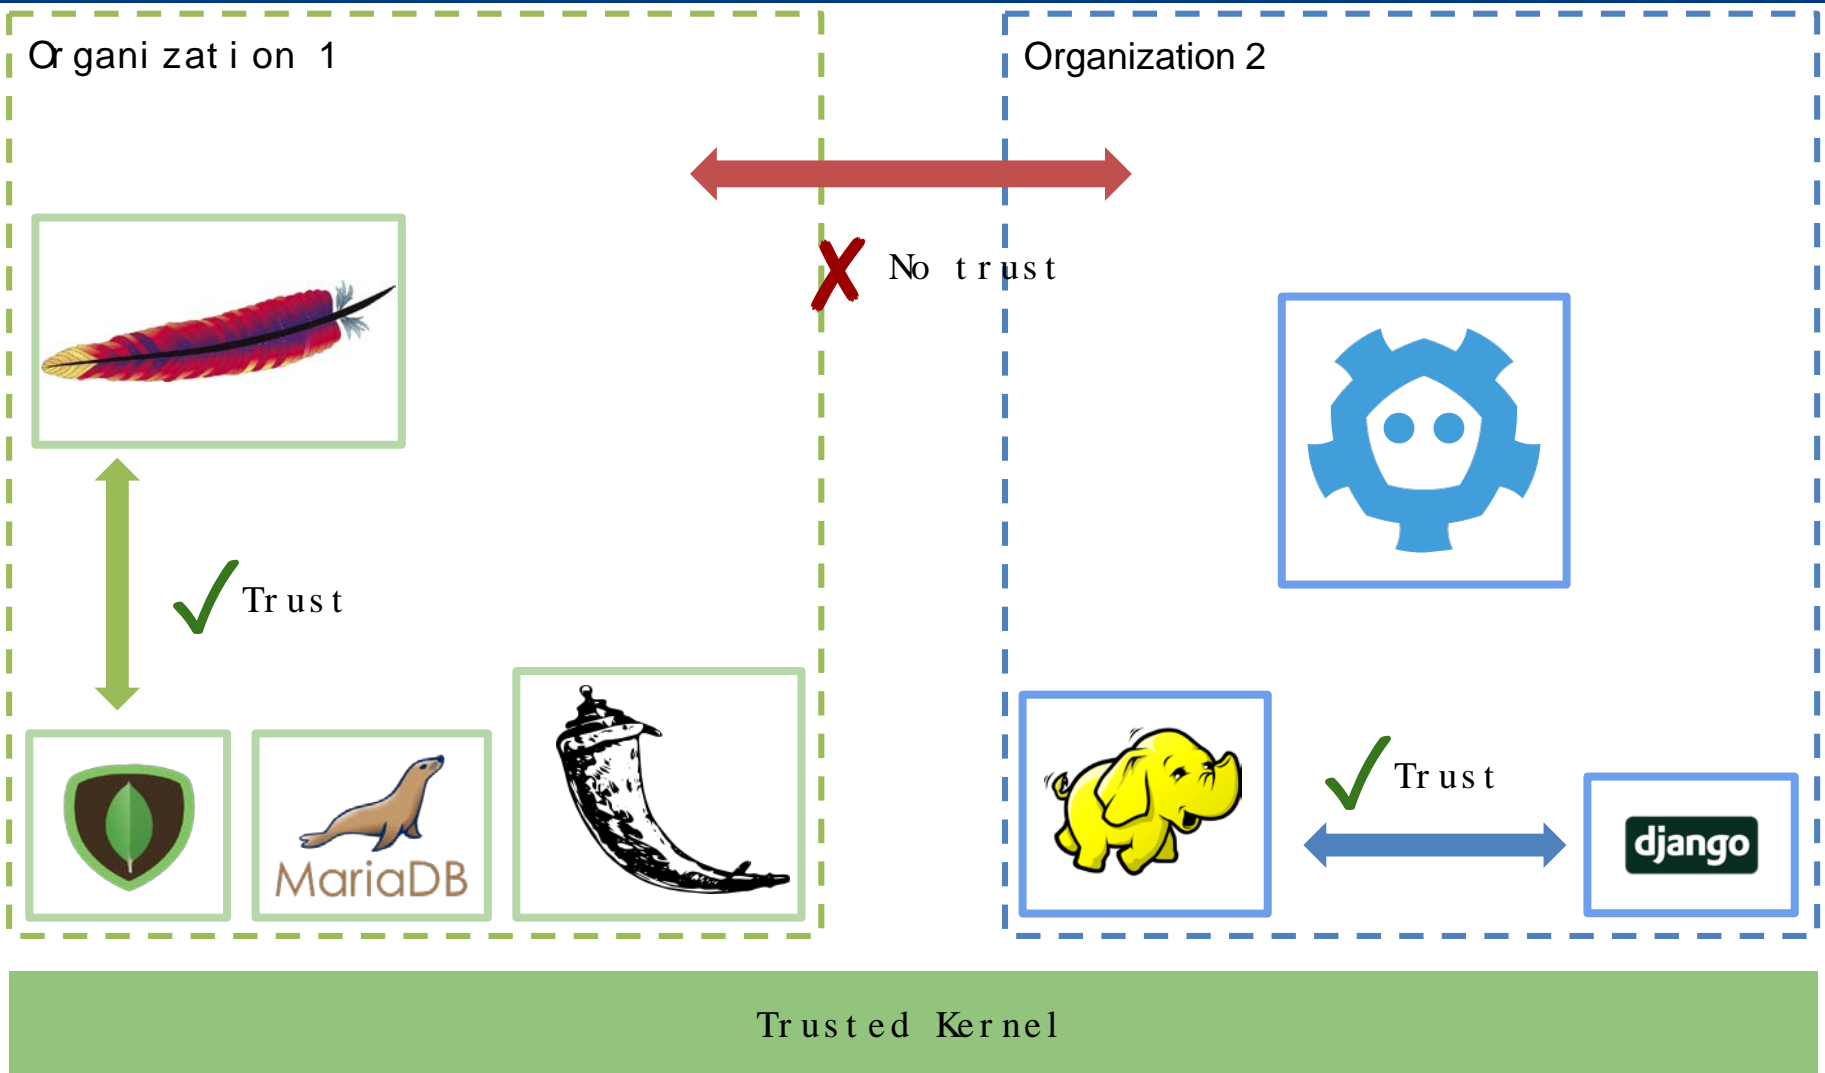 Organization 1
Organization 2
No trust
Trust
MariaDB
Trust
django
Trusted Kernel